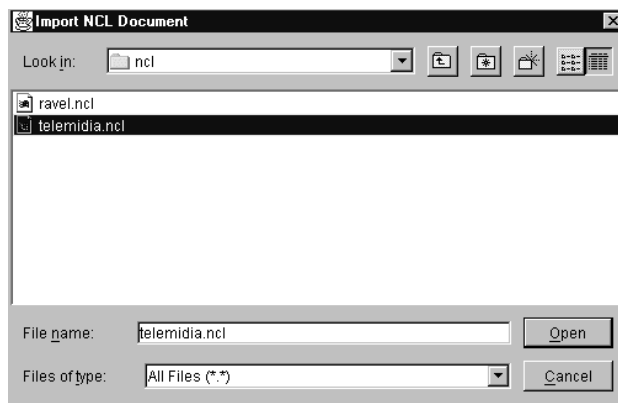 Import NCL Document
Look in: ncl
ravel.ncl
telemidia.ncl
File name: telemidia.ncl Open
Files of type: All Files (*.*) Cancel